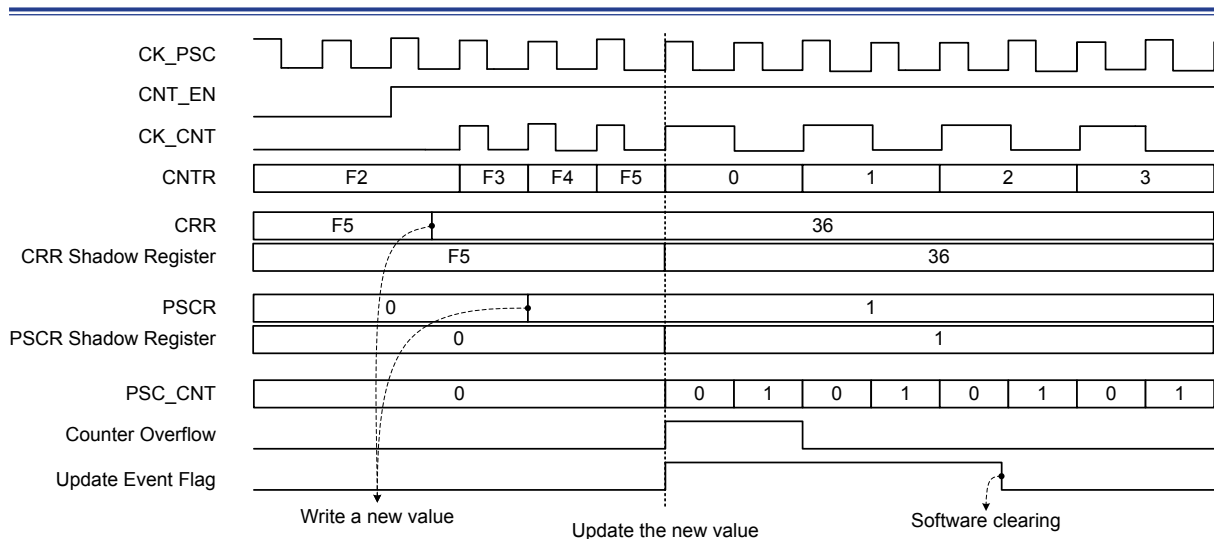 CK_PSC
CNT_EN
CK_CNT
CNTR F2 F3 F4 F5 0 1 2 3
CRR F5 36
CRR Shadow Register F5 36
PSCR 0 1
PSCR Shadow Register 0 1
PSC_CNT 0 0 1 0 1 0 1 0 1
Counter Overflow
Update Event Flag
Write a new value Update the new value Software clearing